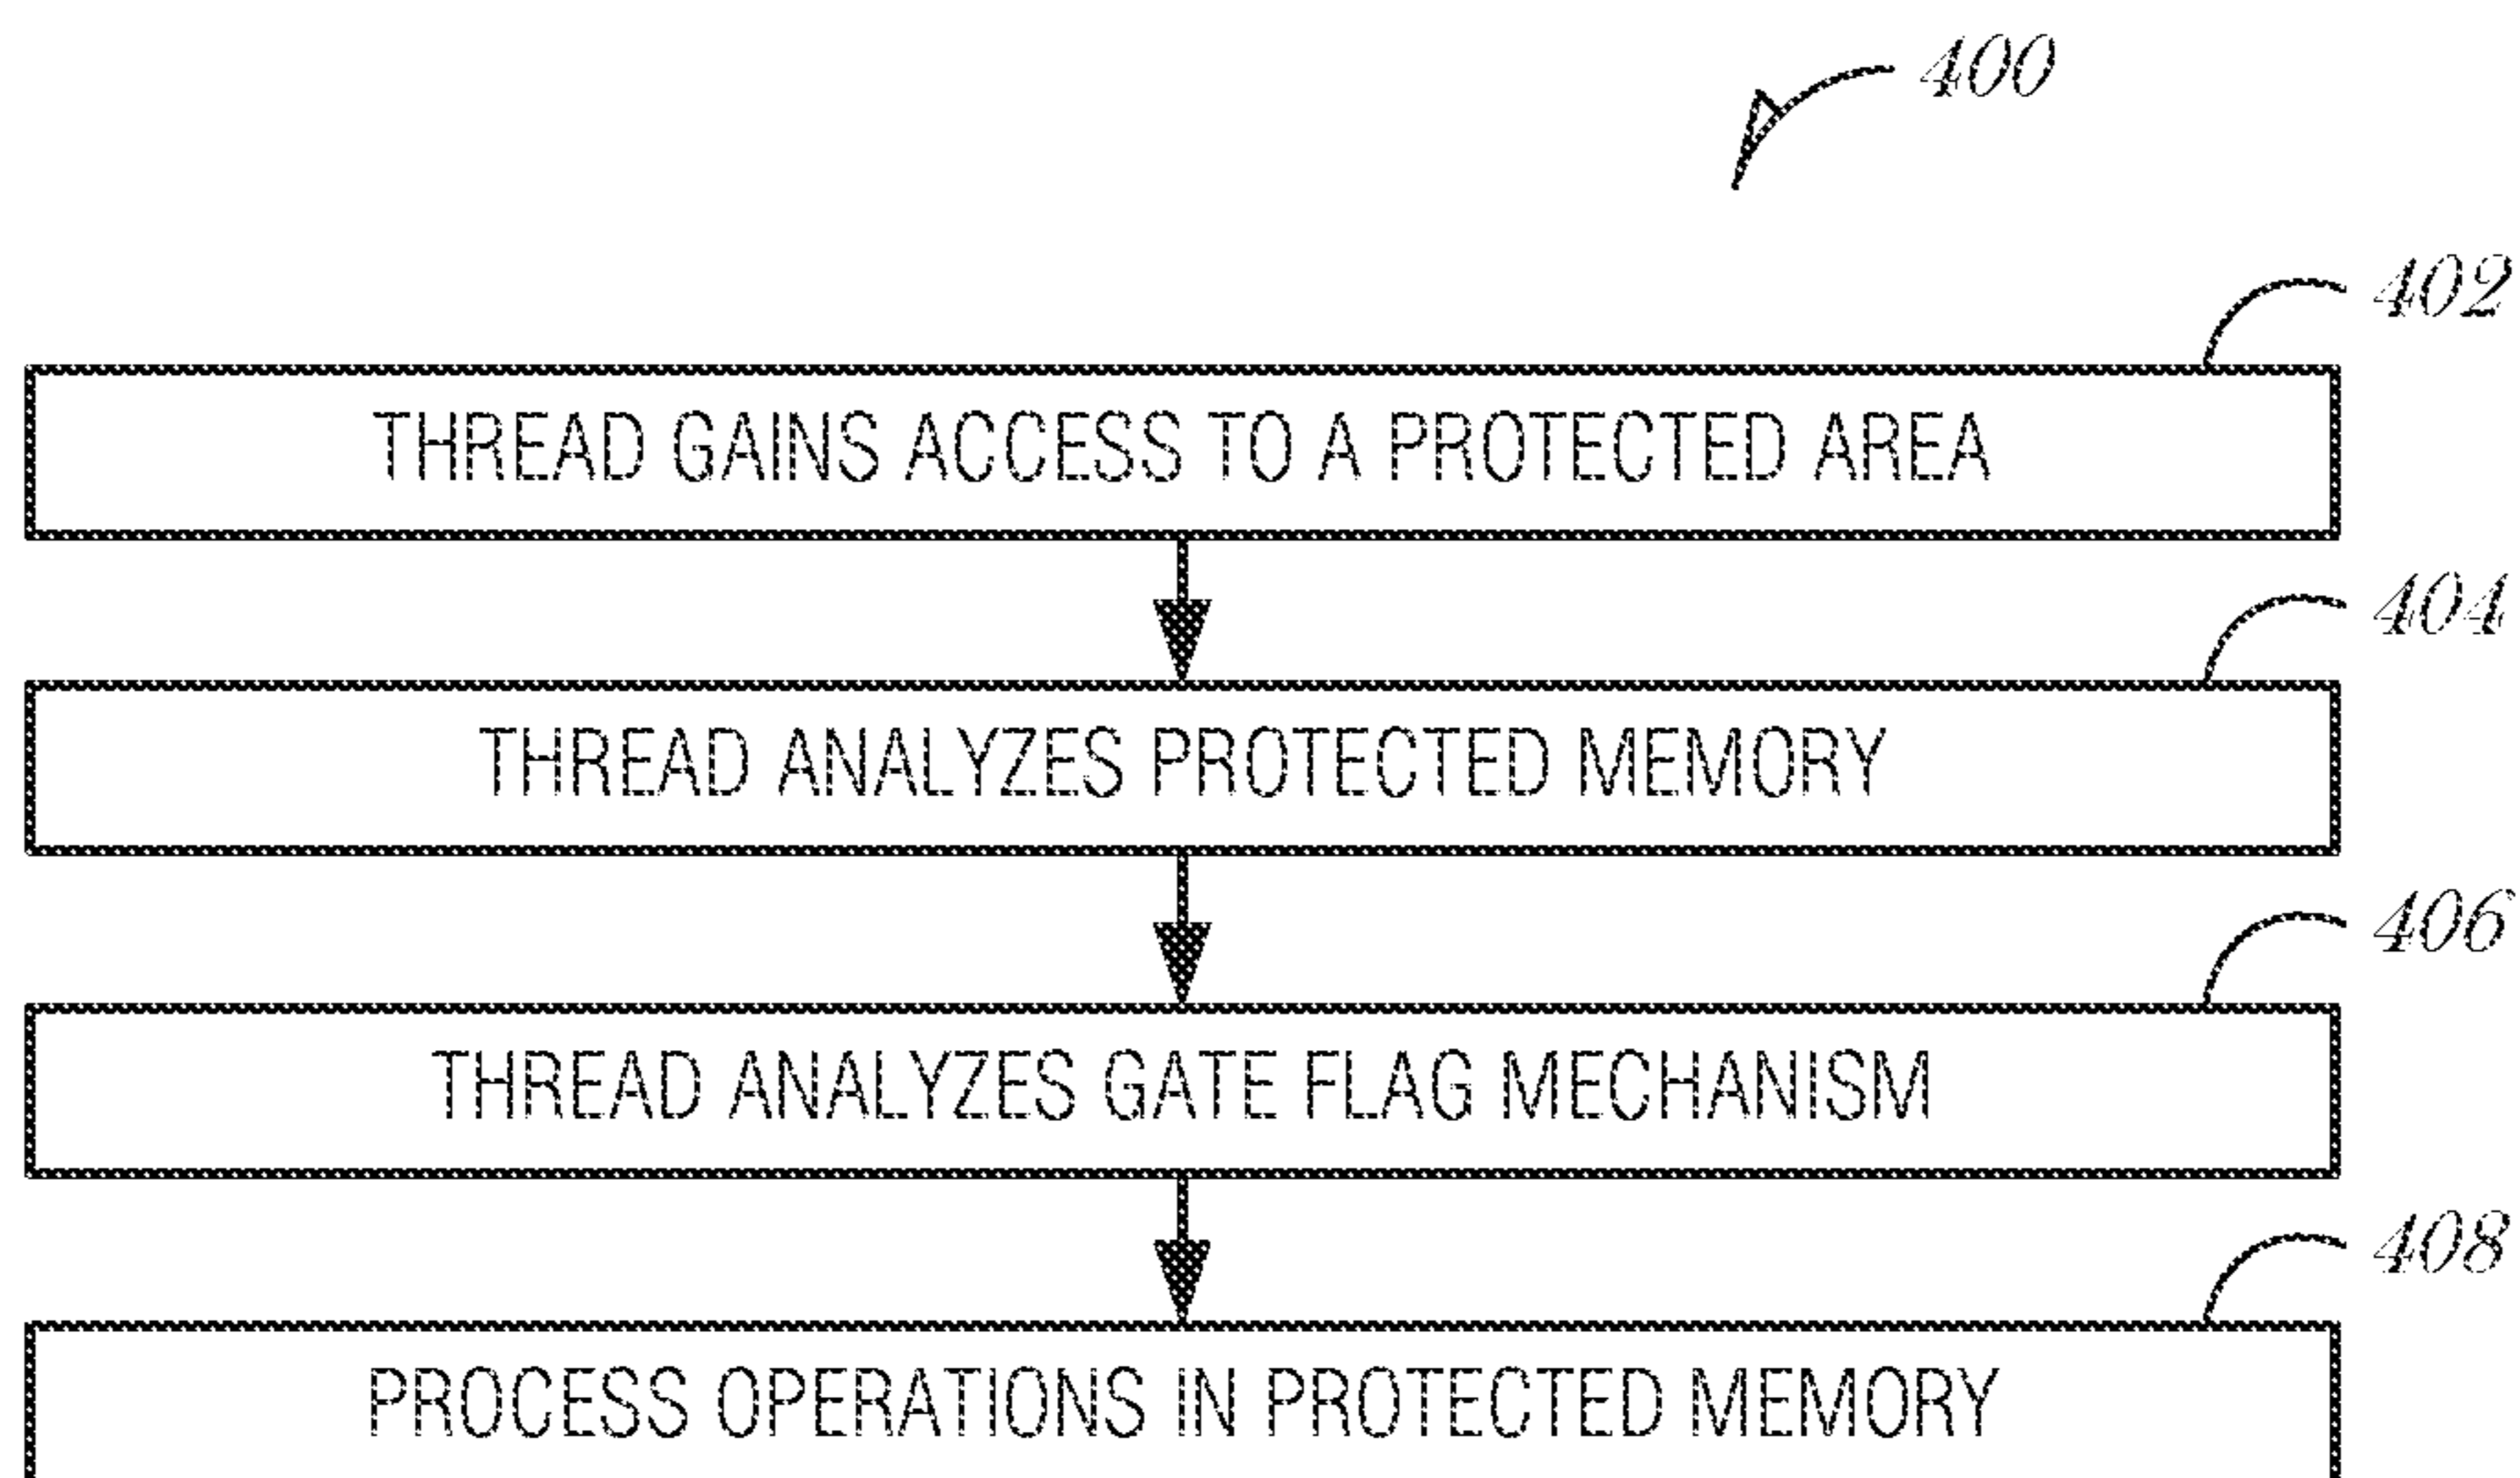 400
402
THREAD GAINS ACCESS TO A PROTECTED AREA
404
THREAD ANALYZES PROTECTED MEMORY
406
THREAD ANALYZES GATE FLAG MECHANISM
408
PROCESS OPERATIONS IN PROTECTED MEMORY